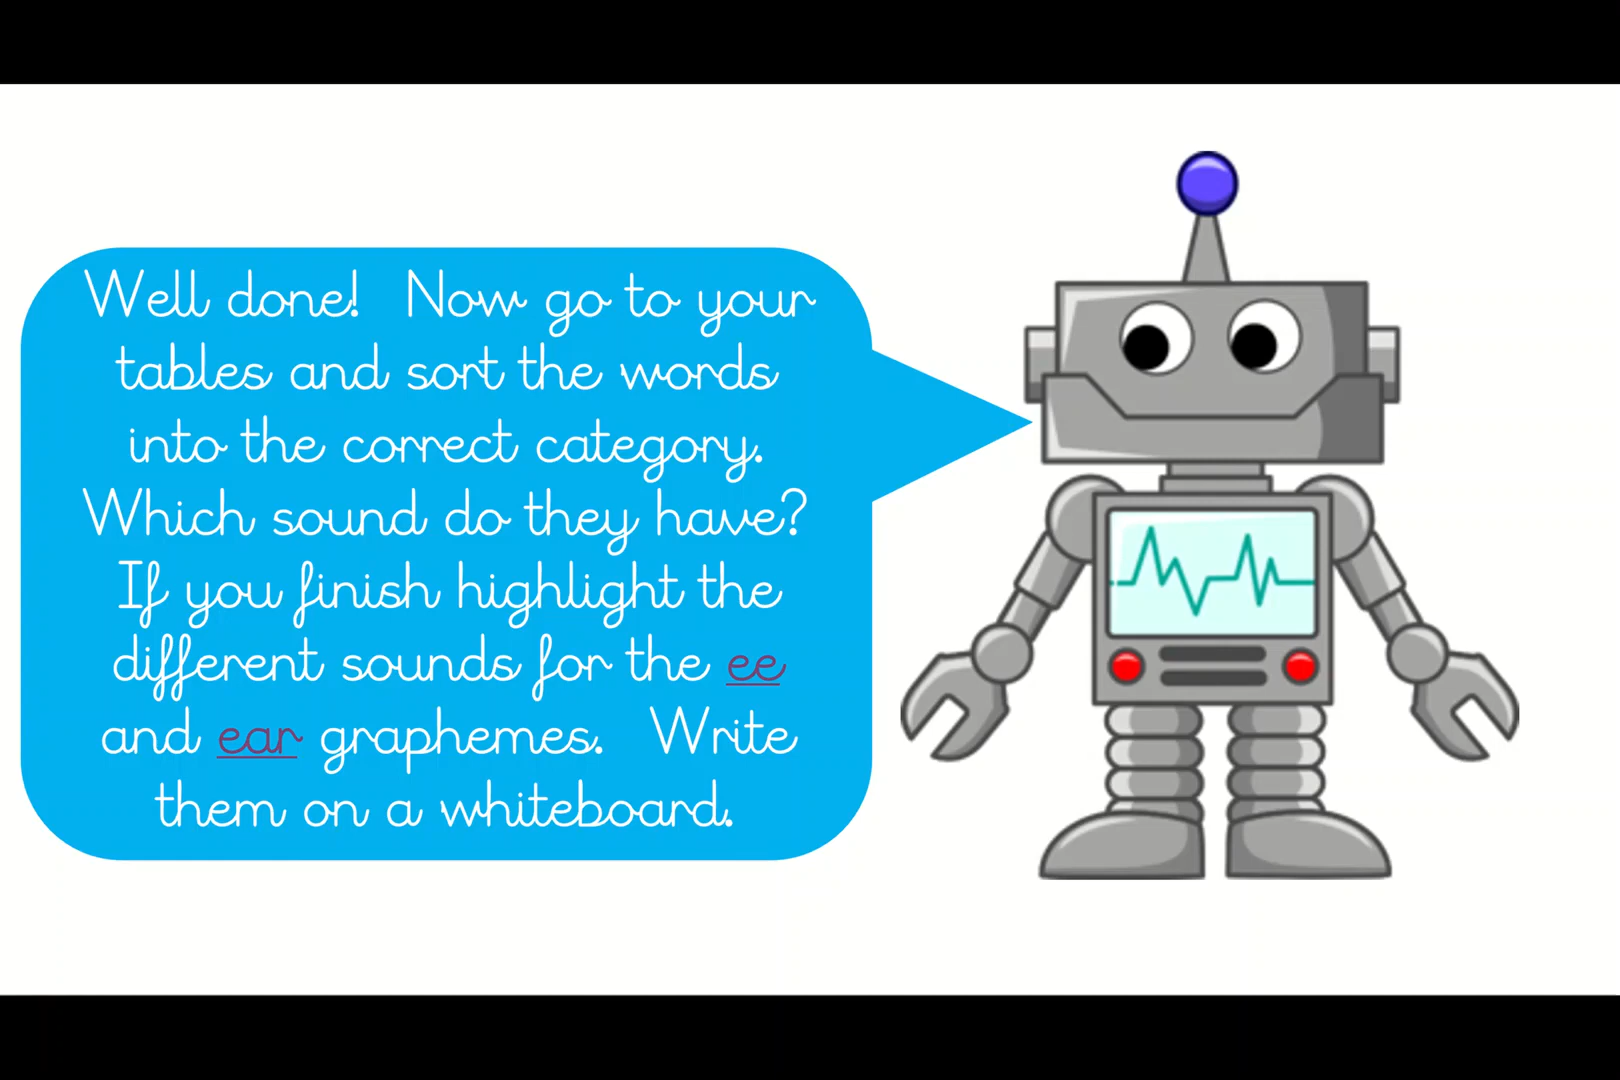 Well done! Now go to your
tables and sort the words
into the correct category.
Which sound do they have?
If you finish highlight the
different sounds for the ee
and ear graphemes. Write
them on a whiteboard.